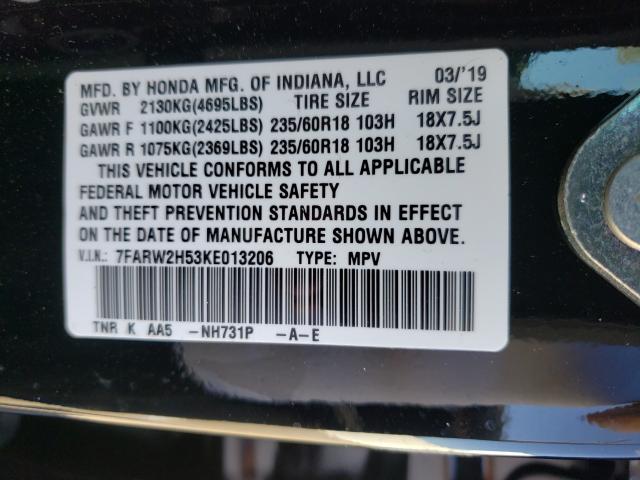 MFD. BY HONDA MFG. OF INDIANA, LLC 03/'19
GVWR 2130KG(4695LBS) TIRE SIZE RIM SIZE
GAWR F 1100KG(2425LBS) 235/60R18 103H 18X7.5J
GAWR R 1075KG(2369LBS) 235/60R18 103H 18X7.5J
THIS VEHICLE CONFORMS TO ALL APPLICABLE
FEDERAL MOTOR VEHICLE SAFETY
AND THEFT PREVENTION STANDARDS IN EFFECT
ON THE DATE OF MANUFACTURE SHOWN ABOVE.
V.I.N.: 7FARW2H53KE013206 TYPE: MPV
TNR K AA5 -NH731P -A-E